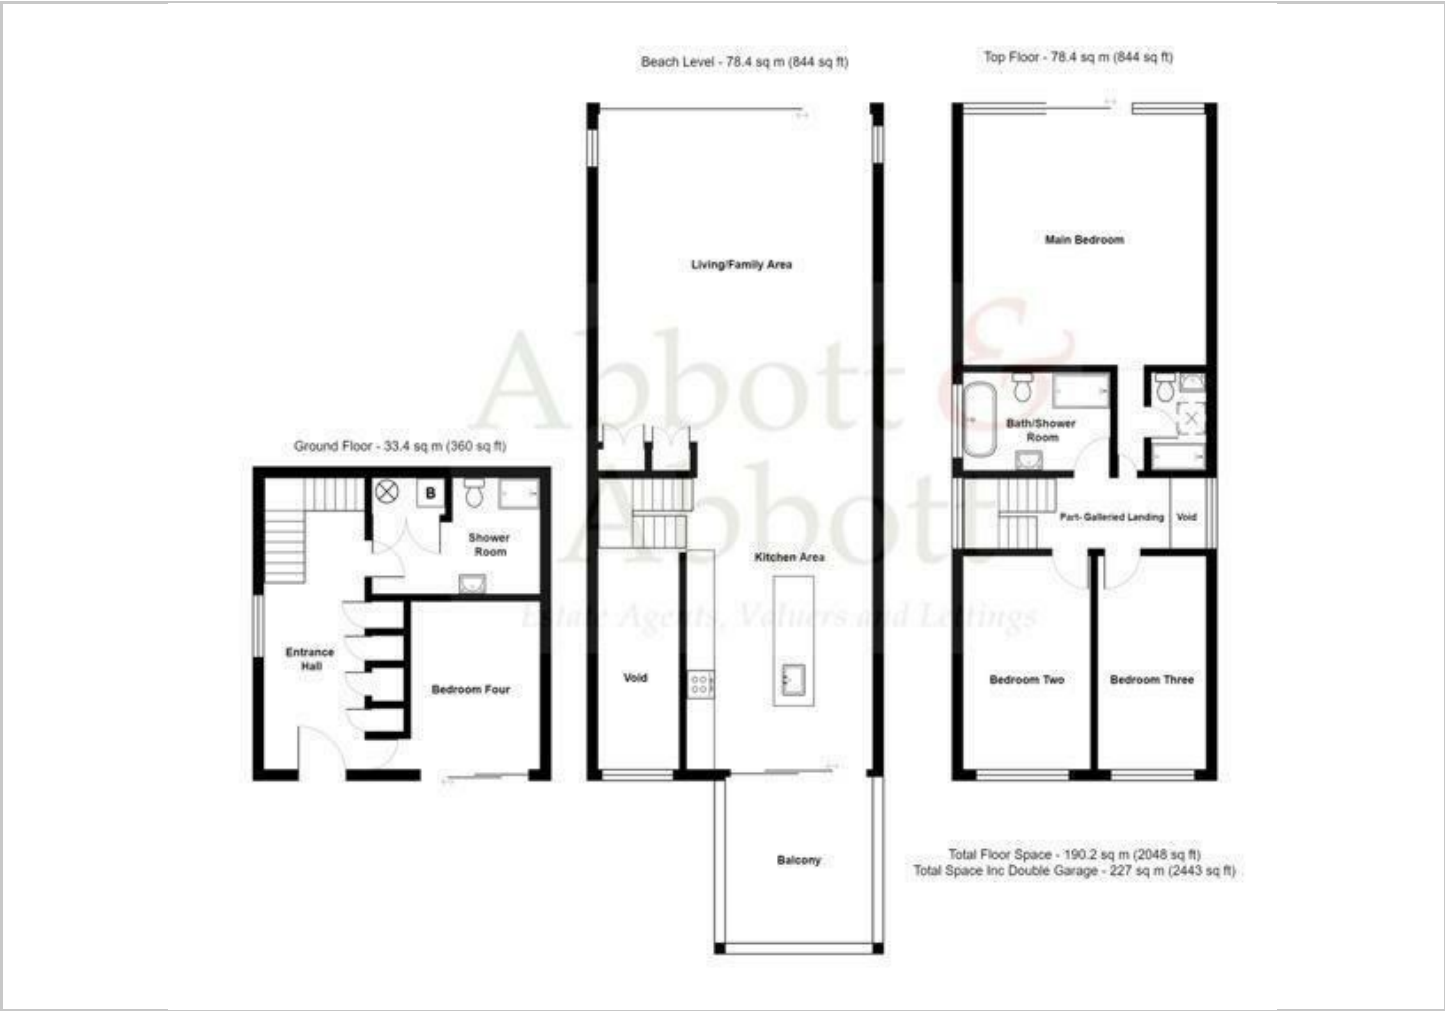 Beach Level - 78.4 sq m (844 sq ft)
Top Floor - 78.4 sq m (844 sq ft)
Main Bedroom
Living/Family Area
Abbott &
Abbott
Estate Agents, Valuers and Lettings
Bath/Shower
Room
Ground Floor - 33.4 sq m (360 sq ft)
B
Shower
Room
Part- Galleried Landing
Void
Kitchen Area
Entrance
Hall
Bedroom Four
Void
Bedroom Two
Bedroom Three
Balcony
Total Floor Space - 190.2 sq m (2048 sq ft)
Total Space Inc Double Garage - 227 sq m (2443 sq ft)